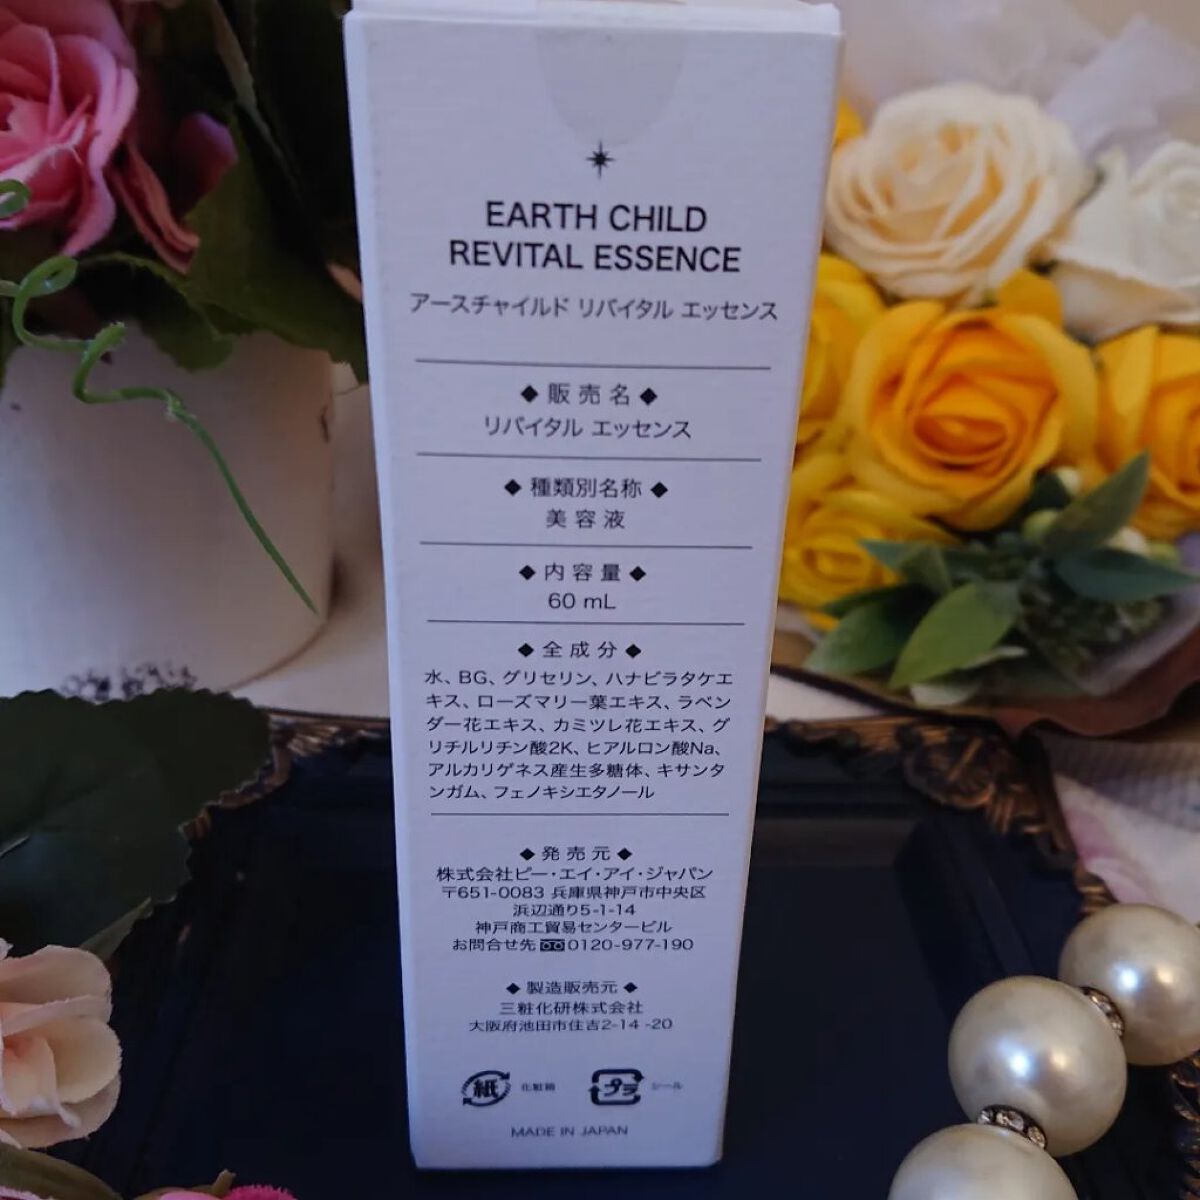 EARTH CHILD
REVITAL ESSENCE
アースチャイルド リバイタル エッセンス
◆ 販売名 ◆
リバイタル エッセンス
◆ 種類別名称 ◆
美容液
◆ 内容量 ◆
60 mL
◆ 全成分 ◆
水、BG、グリセリン、ハナビラタケエ
キス、ローズマリー葉エキス、ラベン
ダー花エキス、カミツレ花エキス、グ
リチルリチン酸2K、ヒアルロン酸Na、
アルカリゲネス産生多糖体、キサンタ
ンガム、フェノキシエタノール
◆ 発売元 ◆
株式会社ピー・エイ・アイ・ジャパン
〒651-0083 兵庫県神戸市中央区
浜辺通り5-1-14
神戸商工貿易センタービル
お問合せ先 0120-977-190
◆ 製造販売元 ◆
三粧化研株式会社
大阪府池田市住吉2-14-20
紙 化粧箱 プラ シール
MADE IN JAPAN